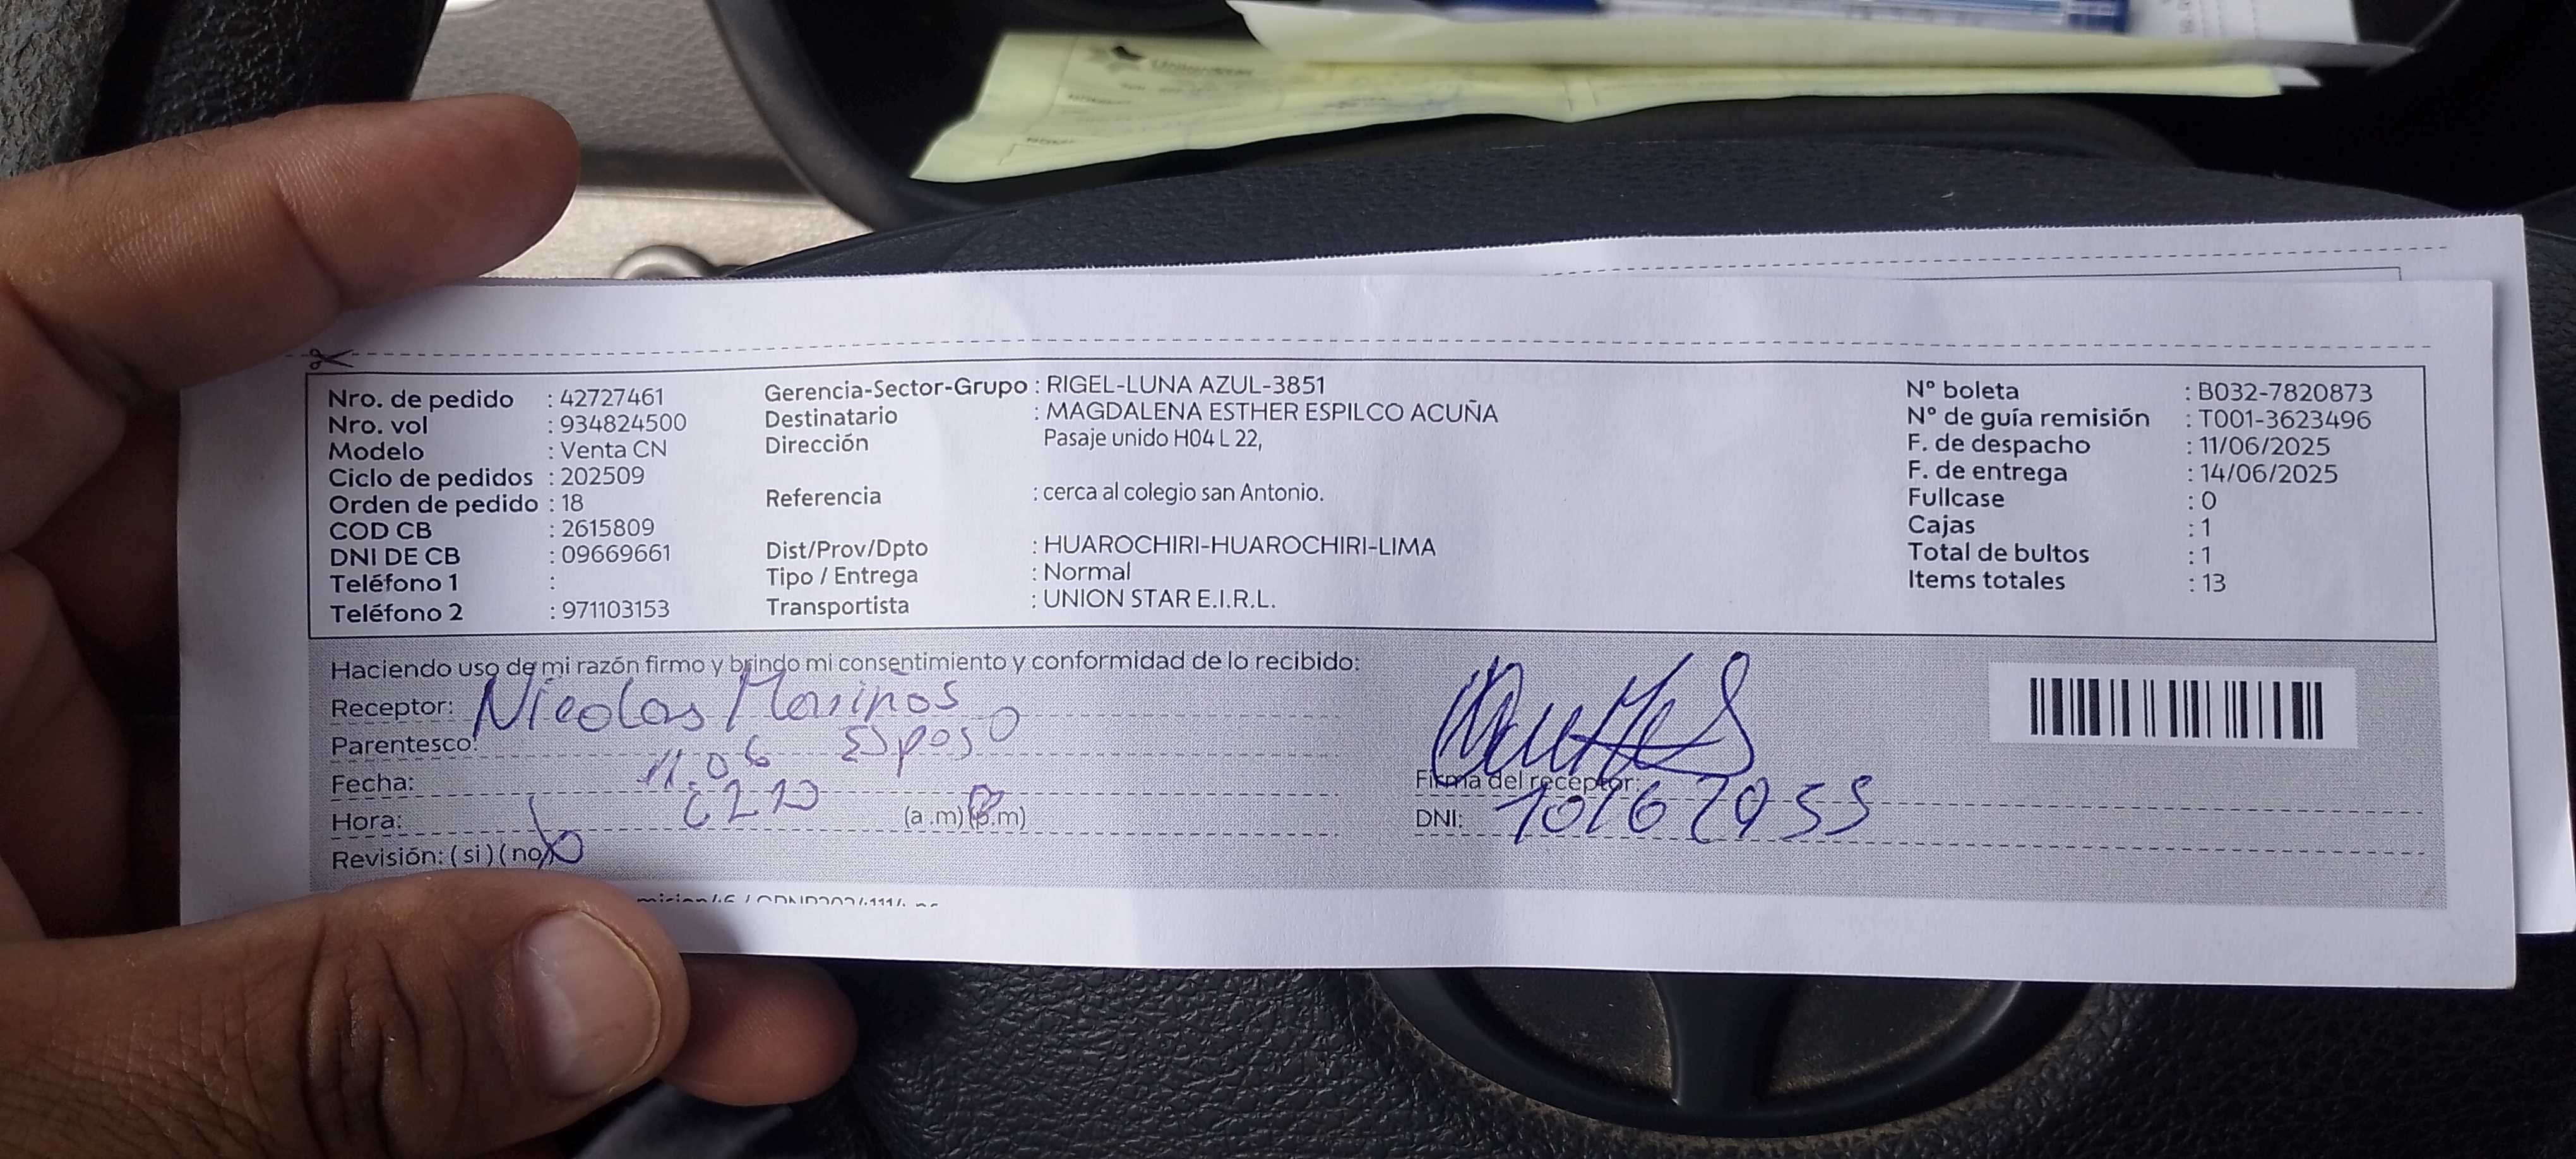 Nro. de pedido : 42727461
Nro. vol : 934824500
Modelo : Venta CN
Ciclo de pedidos : 202509
Orden de pedido : 18
COD CB : 2615809
DNI DE CB : 09669661
Teléfono 1 :
Teléfono 2 : 971103153
Gerencia-Sector-Grupo : RIGEL-LUNA AZUL-3851
Destinatario : MAGDALENA ESTHER ESPILCO ACUÑA
Dirección Pasaje unido H04 L 22,
Referencia : cerca al colegio san Antonio.
Dist/Prov/Dpto : HUAROCHIRI-HUAROCHIRI-LIMA
Tipo / Entrega : Normal
Transportista : UNION STAR E.I.R.L.
N° boleta : B032-7820873
N° de guía remisión : T001-3623496
F. de despacho : 11/06/2025
F. de entrega : 14/06/2025
Fullcase : 0
Cajas : 1
Total de bultos : 1
Items totales : 13
Haciendo uso de mi razón firmo y brindo mi consentimiento y conformidad de lo recibido:
Receptor: Nicolas Marinos
Parentesco: Esposo
Fecha: 11.06
Hora: (a.m) (p.m)
Revisión: (si) (no)
Firma del receptor:
DNI: